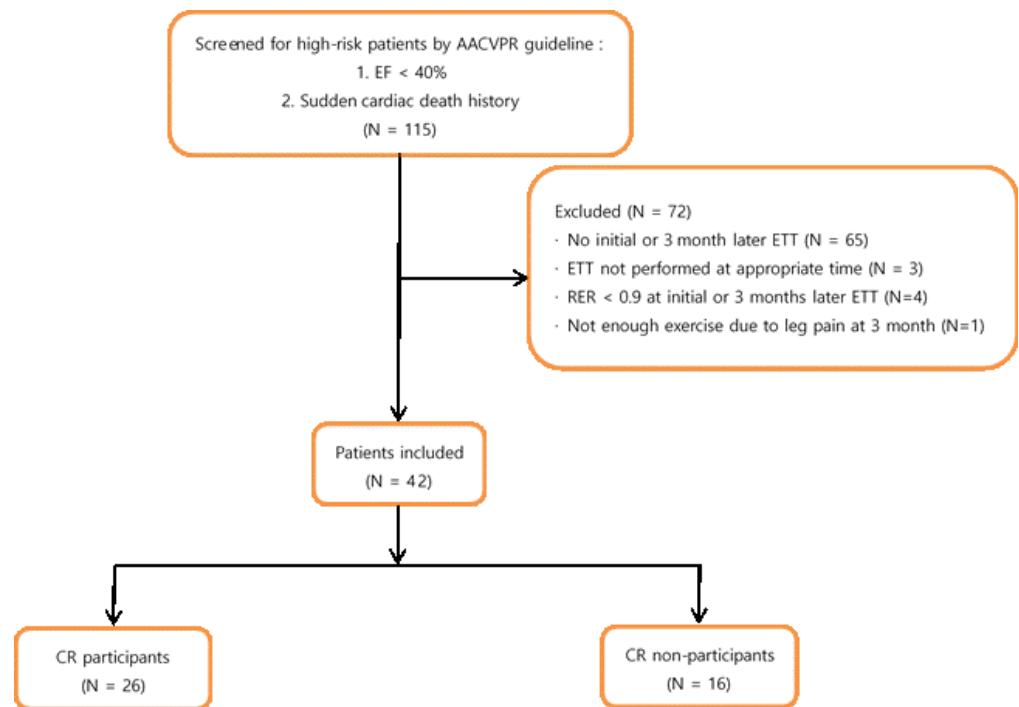 Screened for high-risk patients by AACVPR guideline :
1. EF < 40%
2. Sudden cardiac death history
(N = 115)
Excluded (N = 72)
· No initial or 3 month later ETT (N = 65)
· ETT not performed at appropriate time (N = 3)
· RER < 0.9 at initial or 3 months later ETT (N=4)
· Not enough exercise due to leg pain at 3 month (N=1)
Patients included
(N = 42)
CR participants
(N = 26)
CR non-participants
(N = 16)